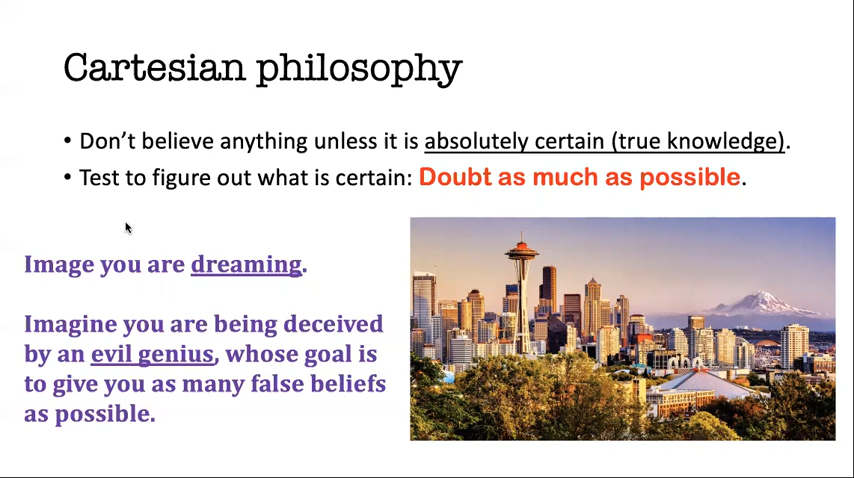 Cartesian philosophy
• Don’t believe anything unless it is absolutely certain (true knowledge).
• Test to figure out what is certain: Doubt as much as possible.
Image you are dreaming.
Imagine you are being deceived
by an evil genius, whose goal is
to give you as many false beliefs
as possible.